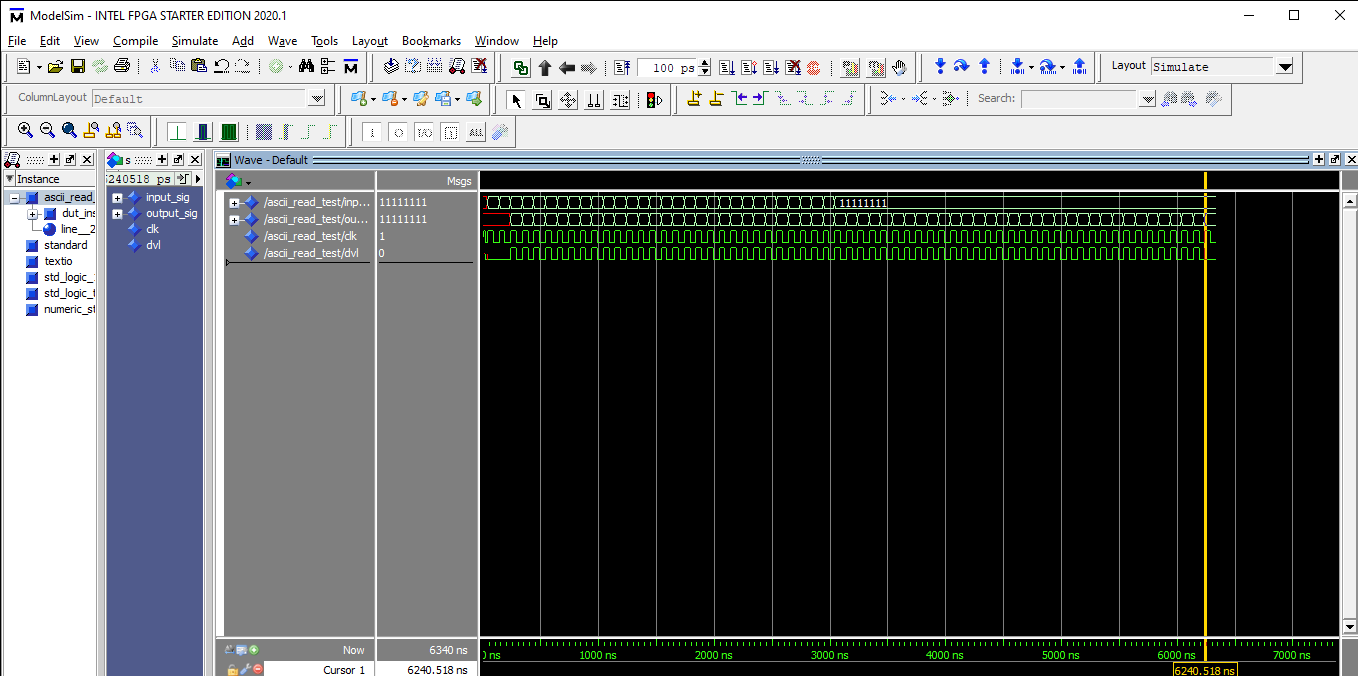 ModelSim - INTEL FPGA STARTER EDITION 2020.1
File Edit View Compile Simulate Add Wave Tools Layout Bookmarks Window Help
100 ps Layout Simulate
ColumnLayout Default Search:
I O I/O ALL
s Wave - Default
Instance 240518 ps Msgs
ascii_read_ input_sig /ascii_read_test/inp... 11111111 11111111
dut_ins output_sig /ascii_read_test/ou... 11111111
line__2 clk /ascii_read_test/clk 1
standard dvl /ascii_read_test/dvl 0
textio
std_logic_
std_logic_t
numeric_st
Now 6340 ns 1000 ns 2000 ns 3000 ns 4000 ns 5000 ns 6000 ns 7000 ns
Cursor 1 6240.518 ns 6240.518 ns